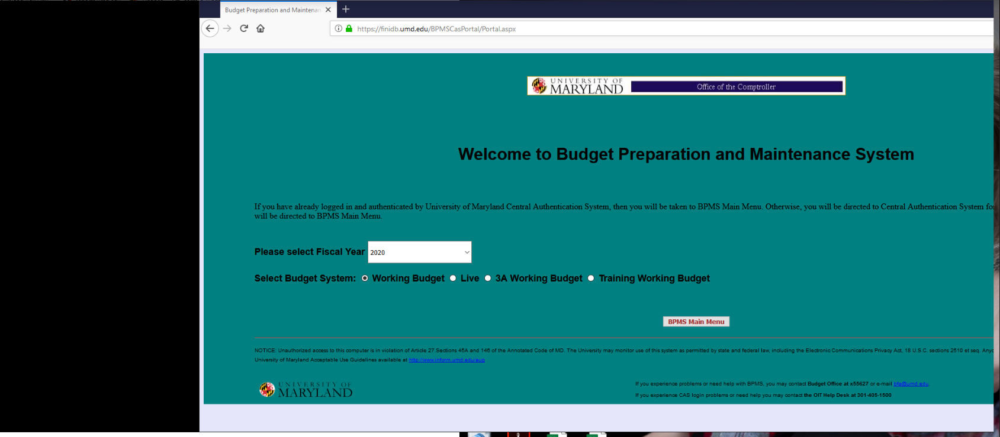 Budget Preparation and Maintenan
https://finidb.umd.edu/BPMSCasPortal/Portal.aspx
UNIVERSITY OF
MARYLAND
Office of the Comptroller
Welcome to Budget Preparation and Maintenance System
If you have already logged in and authenticated by University of Maryland Central Authentication System, then you will be taken to BPMS Main Menu. Otherwise, you will be directed to Central Authentication System fo
will be directed to BPMS Main Menu.
Please select Fiscal Year 2020
Select Budget System: Working Budget Live 3A Working Budget Training Working Budget
BPMS Main Menu
NOTICE: Unauthorized access to this computer is in violation of Article 27.Sections 45A and 146 of the Annotated Code of MD. The University may monitor use of this system as permitted by state and federal law, including the Electronic Communications Privacy Act, 18 U.S.C. sections 2510 et seq. Anyo
University of Maryland Acceptable Use Guidelines available at http://www.inform.umd.edu/aug
UNIVERSITY OF
MARYLAND
If you experience problems or need help with BPMS, you may contact Budget Office at x55627 or e-mail bfa@umd.edu.
If you experience CAS login problems or need help you may contact the OIT Help Desk at 301-405-1500